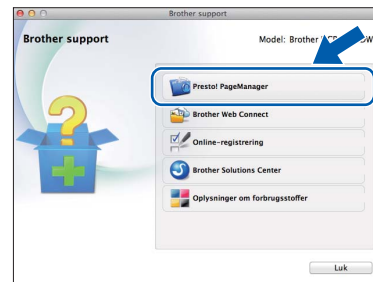 Brother support
Brother support
Model: Brother
Presto! PageManager
Brother Web Connect
Online-registrering
Brother Solutions Center
Oplysninger om forbrugsstoffer
Luk